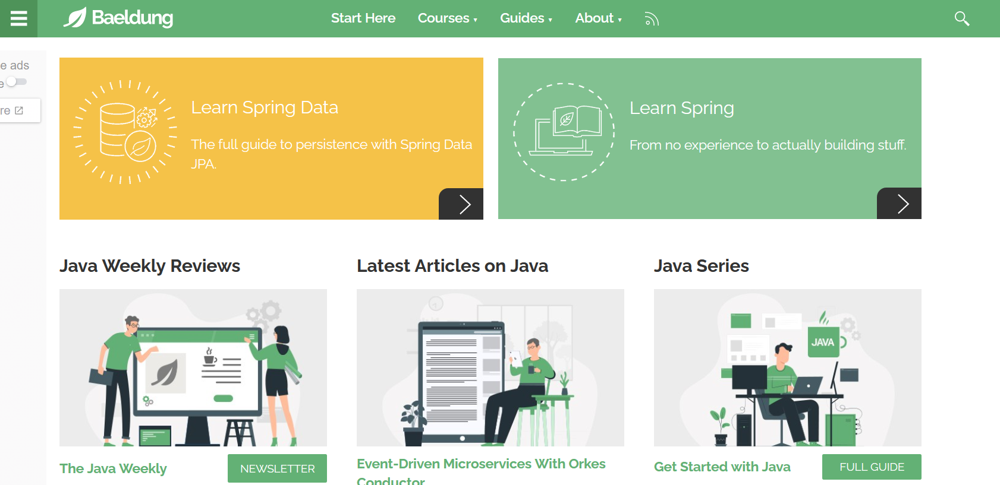 Baeldung
Start Here
Courses
Guides
About
e ads
e
re
Learn Spring Data
The full guide to persistence with Spring Data
JPA.
Learn Spring
From no experience to actually building stuff.
Java Weekly Reviews
Latest Articles on Java
Java Series
JAVA
The Java Weekly
NEWSLETTER
Event-Driven Microservices With Orkes
Conductor
Get Started with Java
FULL GUIDE